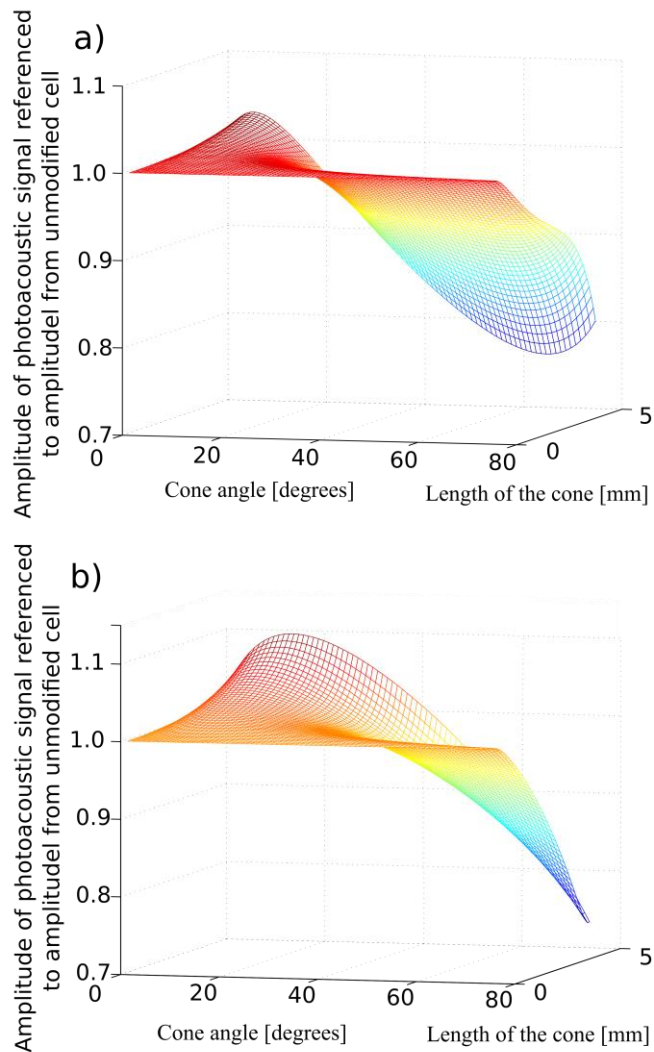 a)
Amplitude of photoacoustic signal referenced
to amplitudel from unmodified cell
1.1
1.0
0.9
0.8
0.7
0
20
40
60
80
0
5
Cone angle [degrees]
Length of the cone [mm]
b)
Amplitude of photoacoustic signal referenced
to amplitudel from unmodified cell
1.1
1.0
0.9
0.8
0.7
0
20
40
60
80
0
5
Cone angle [degrees]
Length of the cone [mm]